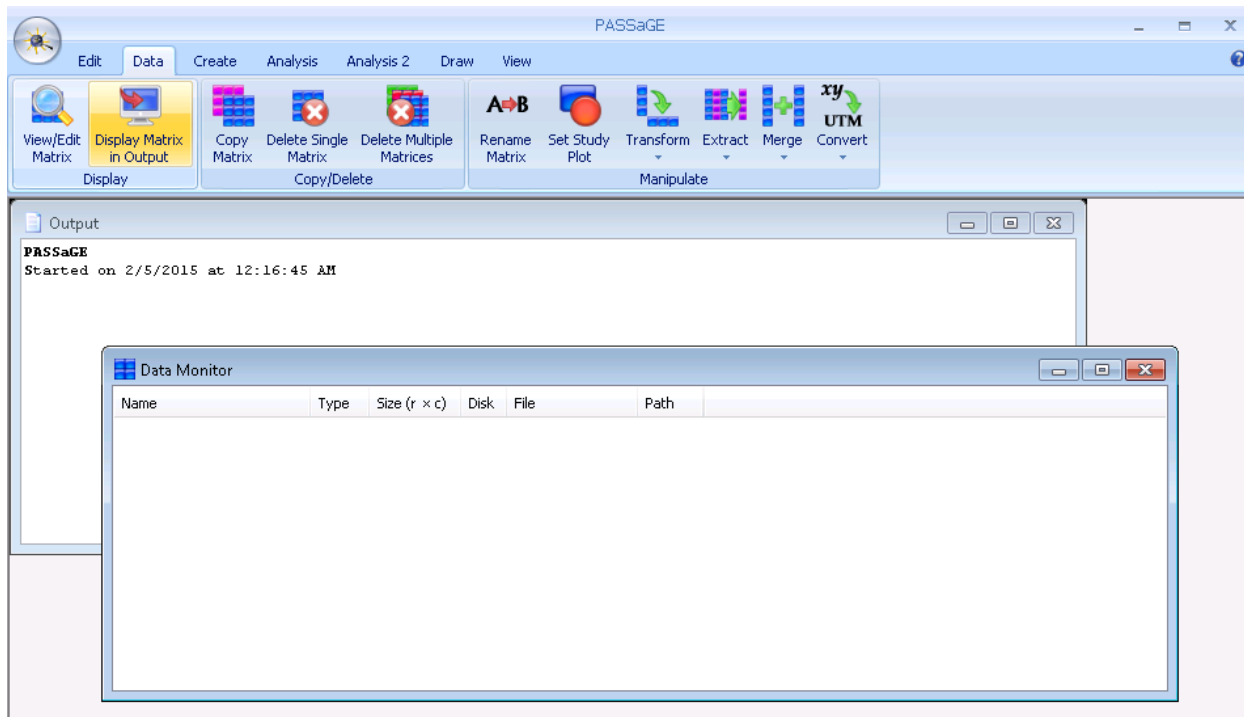 PASSaGE
Edit Data Create Analysis Analysis 2 Draw View
View/Edit Matrix
Display Matrix in Output
Copy Matrix
Delete Single Matrix
Delete Multiple Matrices
A B
Rename Matrix
Set Study Plot
Transform
Extract
Merge
xy
UTM
Convert
Display
Copy/Delete
Manipulate
Output
PASSaGE
Started on 2/5/2015 at 12:16:45 AM
Data Monitor
Name Type Size (r × c) Disk File Path